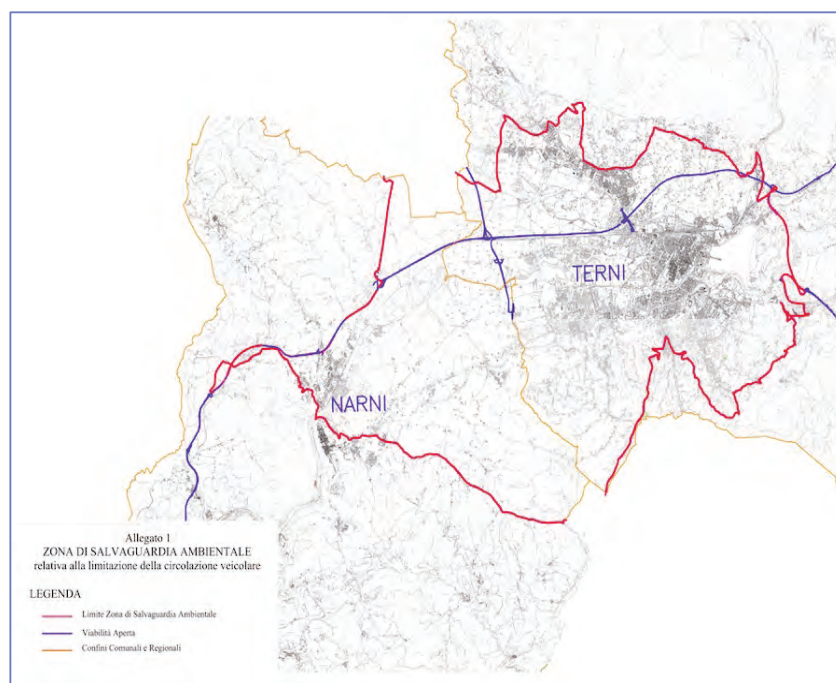 TERNI
NARNI
Allegato 1
ZONA DI SALVAGUARDIA AMBIENTALE
relativa alla limitazione della circolazione veicolare
LEGENDA
Limite Zona di Salvaguardia Ambientale
Viabilità Aperta
Confini Comunali e Regionali